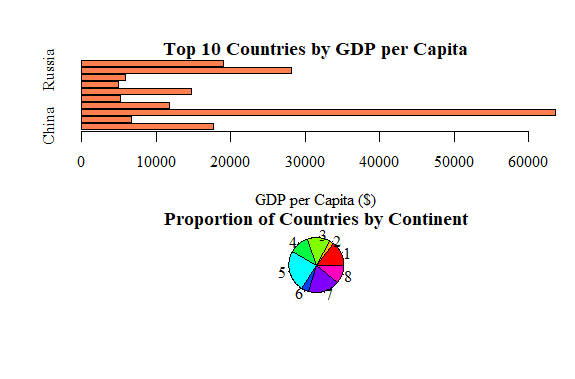 Top 10 Countries by GDP per Capita
Russia
China
0 10000 20000 30000 40000 50000 60000
GDP per Capita ($)
Proportion of Countries by Continent
3
4 2
1
5
8
6 7